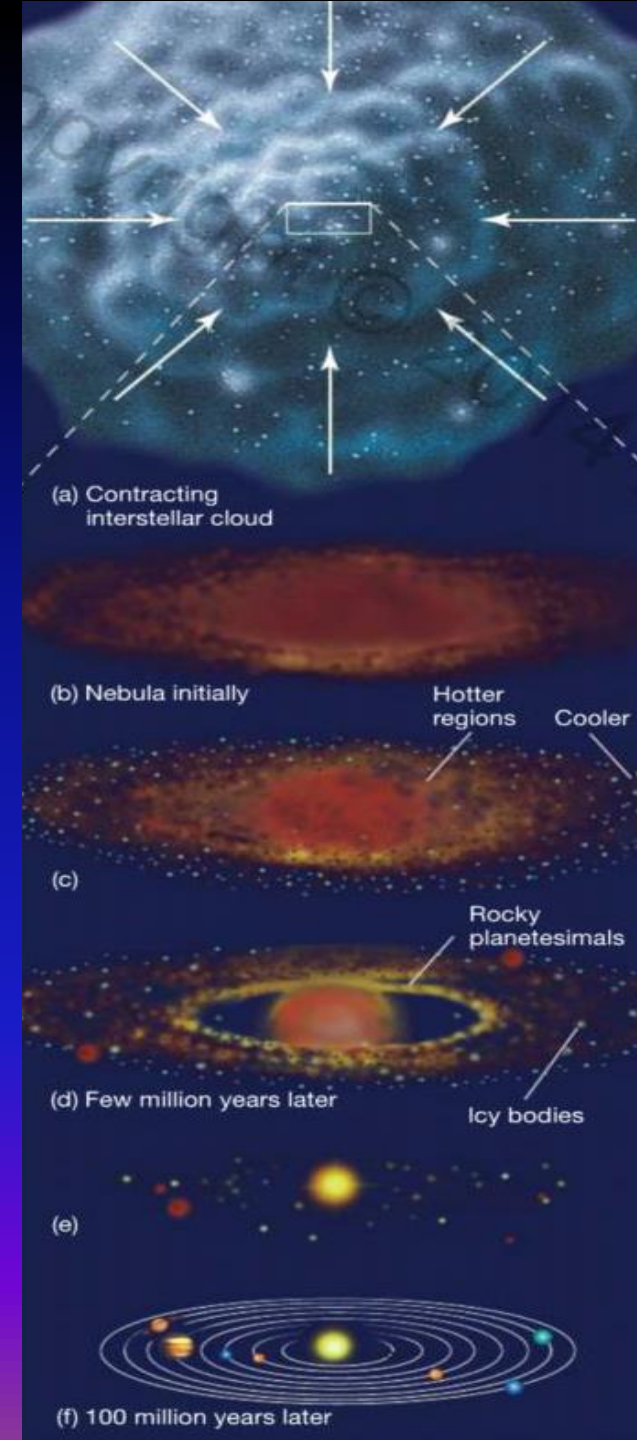 (a) Contracting
interstellar cloud
(b) Nebula initially
Hotter
regions
Cooler
(c)
Rocky
planetesimals
(d) Few million years later
Icy bodies
(e)
(f) 100 million years later
© 2014